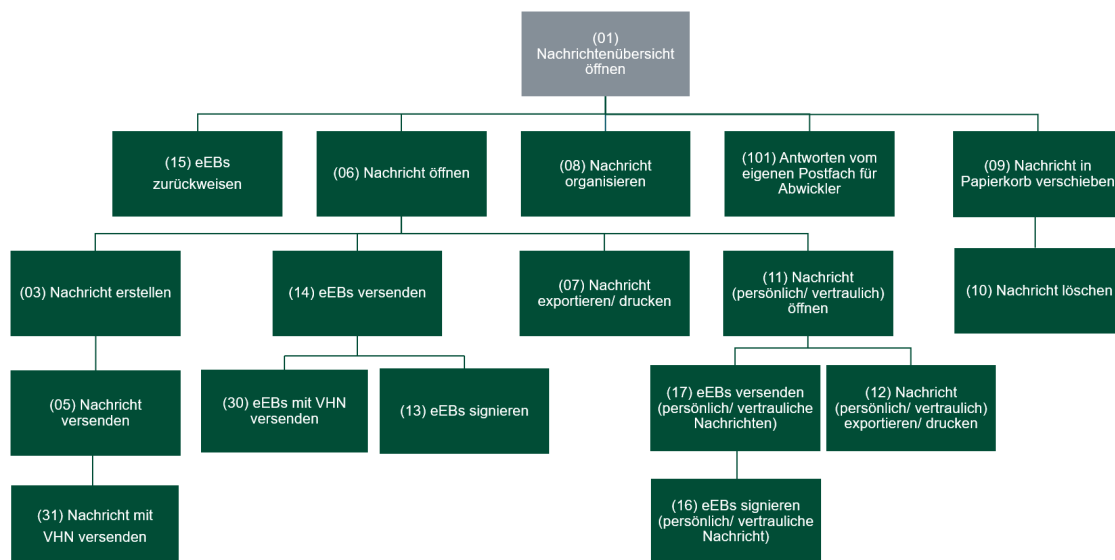 (01)
Nachrichtenübersicht
öffnen
(15) eEBs
zurückweisen
(06) Nachricht öffnen
(08) Nachricht
organisieren
(101) Antworten vom
eigenen Postfach für
Abwickler
(09) Nachricht in
Papierkorb verschieben
(03) Nachricht erstellen
(14) eEBs versenden
(07) Nachricht
exportieren/ drucken
(11) Nachricht
(persönlich/ vertraulich)
öffnen
(10) Nachricht löschen
(05) Nachricht
versenden
(30) eEBs mit VHN
versenden
(13) eEBs signieren
(17) eEBs versenden
(persönlich/ vertrauliche
Nachrichten)
(12) Nachricht
(persönlich/ vertraulich)
exportieren/ drucken
(31) Nachricht mit
VHN versenden
(16) eEBs signieren
(persönlich/ vertrauliche
Nachricht)